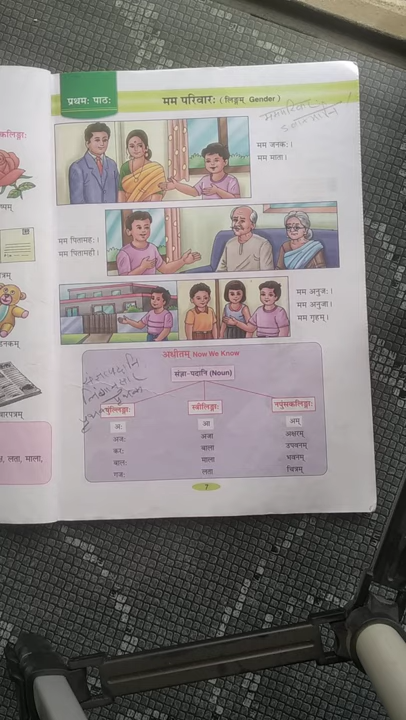 प्रथमः पाठः
मम परिवारः ( लिङ्गम् Gender )
मम जनकः ।
मम माता ।
मम पितामहः ।
मम पितामही ।
मम अनुजः ।
मम अनुजा ।
मम गृहम् ।
अधीतम् Now We Know
संज्ञा-पदानि (Noun)
पुल्लिङ्गाः स्त्रीलिङ्गाः नपुंसकलिङ्गाः
अः आ अम्
अजः अजा अक्षरम्
करः बाला उपवनम्
बालः माला भवनम्
गजः लता चित्रम्
7
लता, माला,